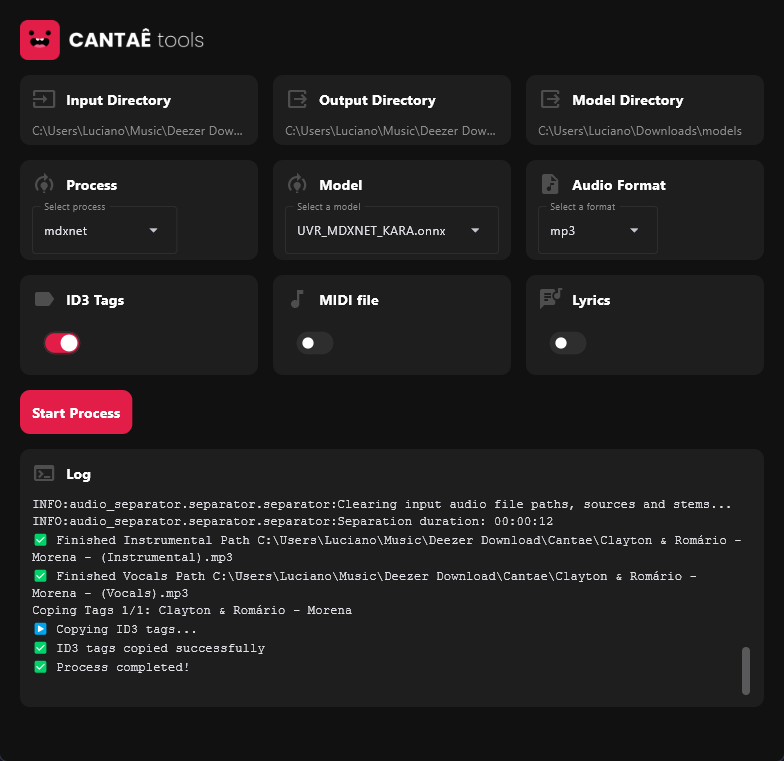 CANTAÊ tools
Input Directory
C:\Users\Luciano\Music\Deezer Dow...
Output Directory
C:\Users\Luciano\Music\Deezer Dow...
Model Directory
C:\Users\Luciano\Downloads\models
Process
Select process
mdxnet
Model
Select a model
UVR_MDXNET_KARA.onnx
Audio Format
Select a format
mp3
ID3 Tags
MIDI file
Lyrics
Start Process
Log
INFO:audio_separator.separator.separator:Clearing input audio file paths, sources and stems...
INFO:audio_separator.separator.separator:Separation duration: 00:00:12
✅ Finished Instrumental Path C:\Users\Luciano\Music\Deezer Download\Cantae\Clayton & Romário –
Morena – (Instrumental).mp3
✅ Finished Vocals Path C:\Users\Luciano\Music\Deezer Download\Cantae\Clayton & Romário –
Morena – (Vocals).mp3
Coping Tags 1/1: Clayton & Romário – Morena
▶️ Copying ID3 tags...
✅ ID3 tags copied successfully
✅ Process completed!